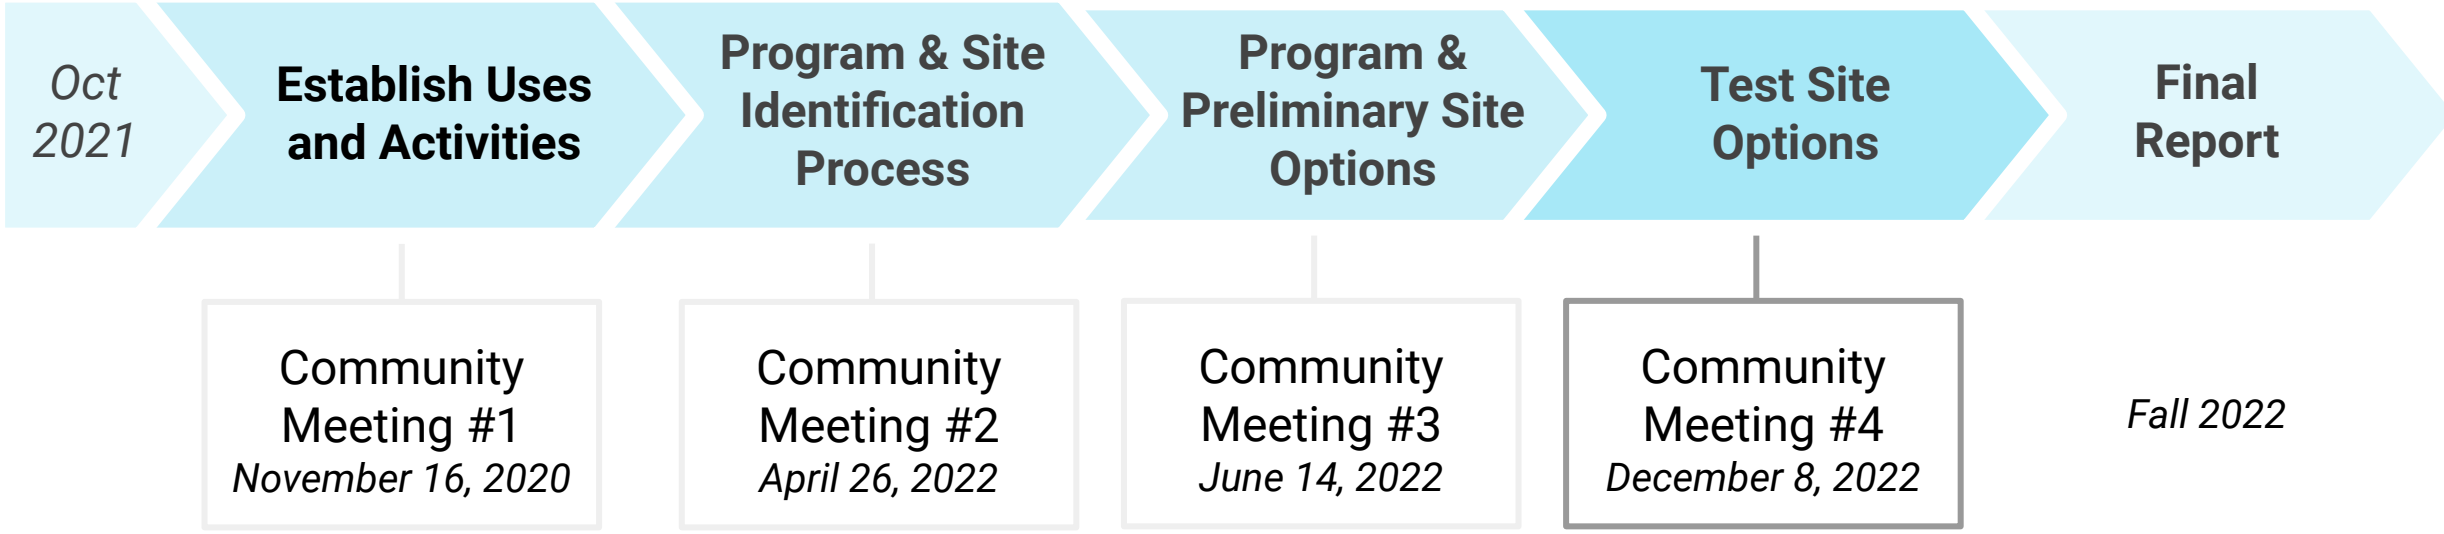 Oct
2021
Establish Uses
and Activities
Program & Site
Identification
Process
Program &
Preliminary Site
Options
Test Site
Options
Final
Report
Community
Meeting #1
November 16, 2020
Community
Meeting #2
April 26, 2022
Community
Meeting #3
June 14, 2022
Community
Meeting #4
December 8, 2022
Fall 2022